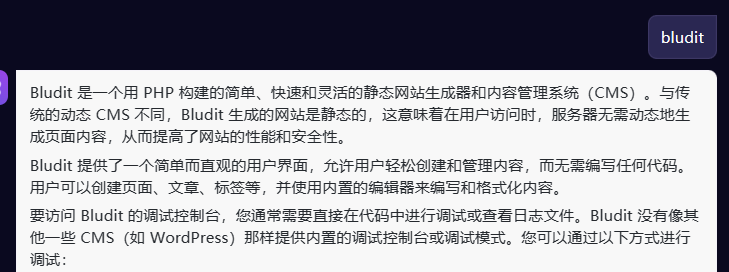 bludit
Bludit 是一个用 PHP 构建的简单、快速和灵活的静态网站生成器和内容管理系统（CMS）。与传
统的动态 CMS 不同，Bludit 生成的网站是静态的，这意味着在用户访问时，服务器无需动态地生
成页面内容，从而提高了网站的性能和安全性。
Bludit 提供了一个简单而直观的用户界面，允许用户轻松创建和管理内容，而无需编写任何代码。
用户可以创建页面、文章、标签等，并使用内置的编辑器来编写和格式化内容。
要访问 Bludit 的调试控制台，您通常需要直接在代码中进行调试或查看日志文件。Bludit 没有像其
他一些 CMS（如 WordPress）那样提供内置的调试控制台或调试模式。您可以通过以下方式进行
调试：